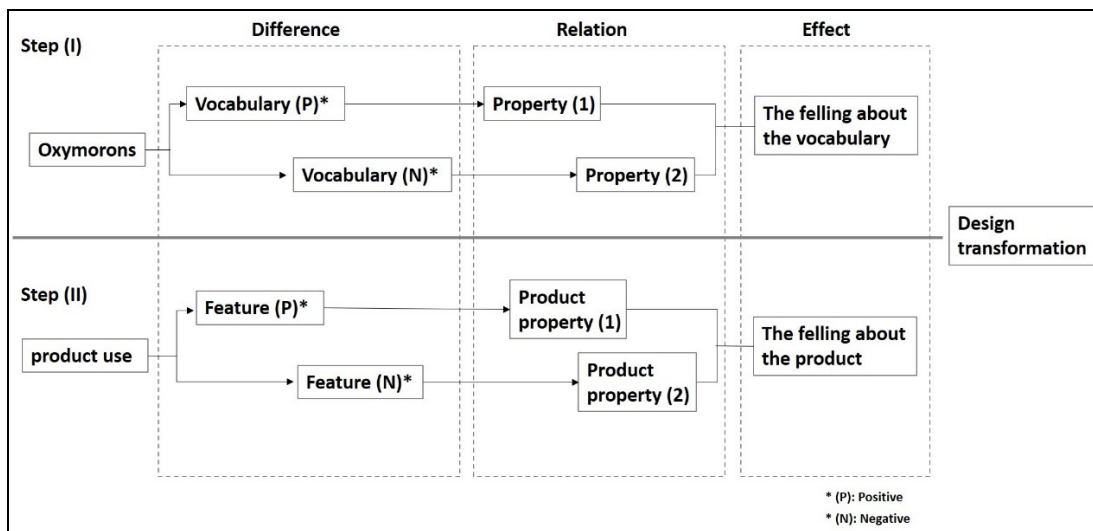 Difference
Relation
Effect
Step (I)
Vocabulary (P)*
Property (1)
The felling about
the vocabulary
Oxymorons
Vocabulary (N)*
Property (2)
Design
transformation
Step (II)
Feature (P)*
Product
property (1)
The felling about
the product
product use
Feature (N)*
Product
property (2)
* (P): Positive
* (N): Negative